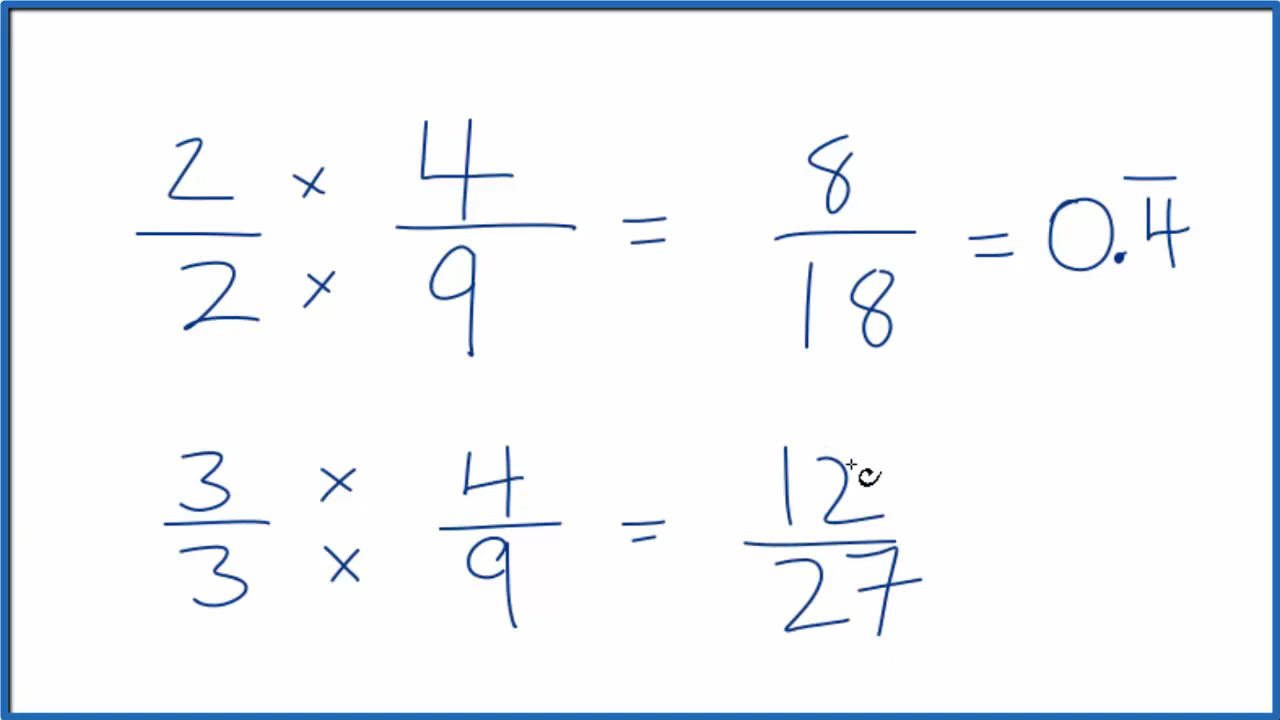 2/2 × 4/9 = 8/18 = 0.4̅
3/3 × 4/9 = 12/27